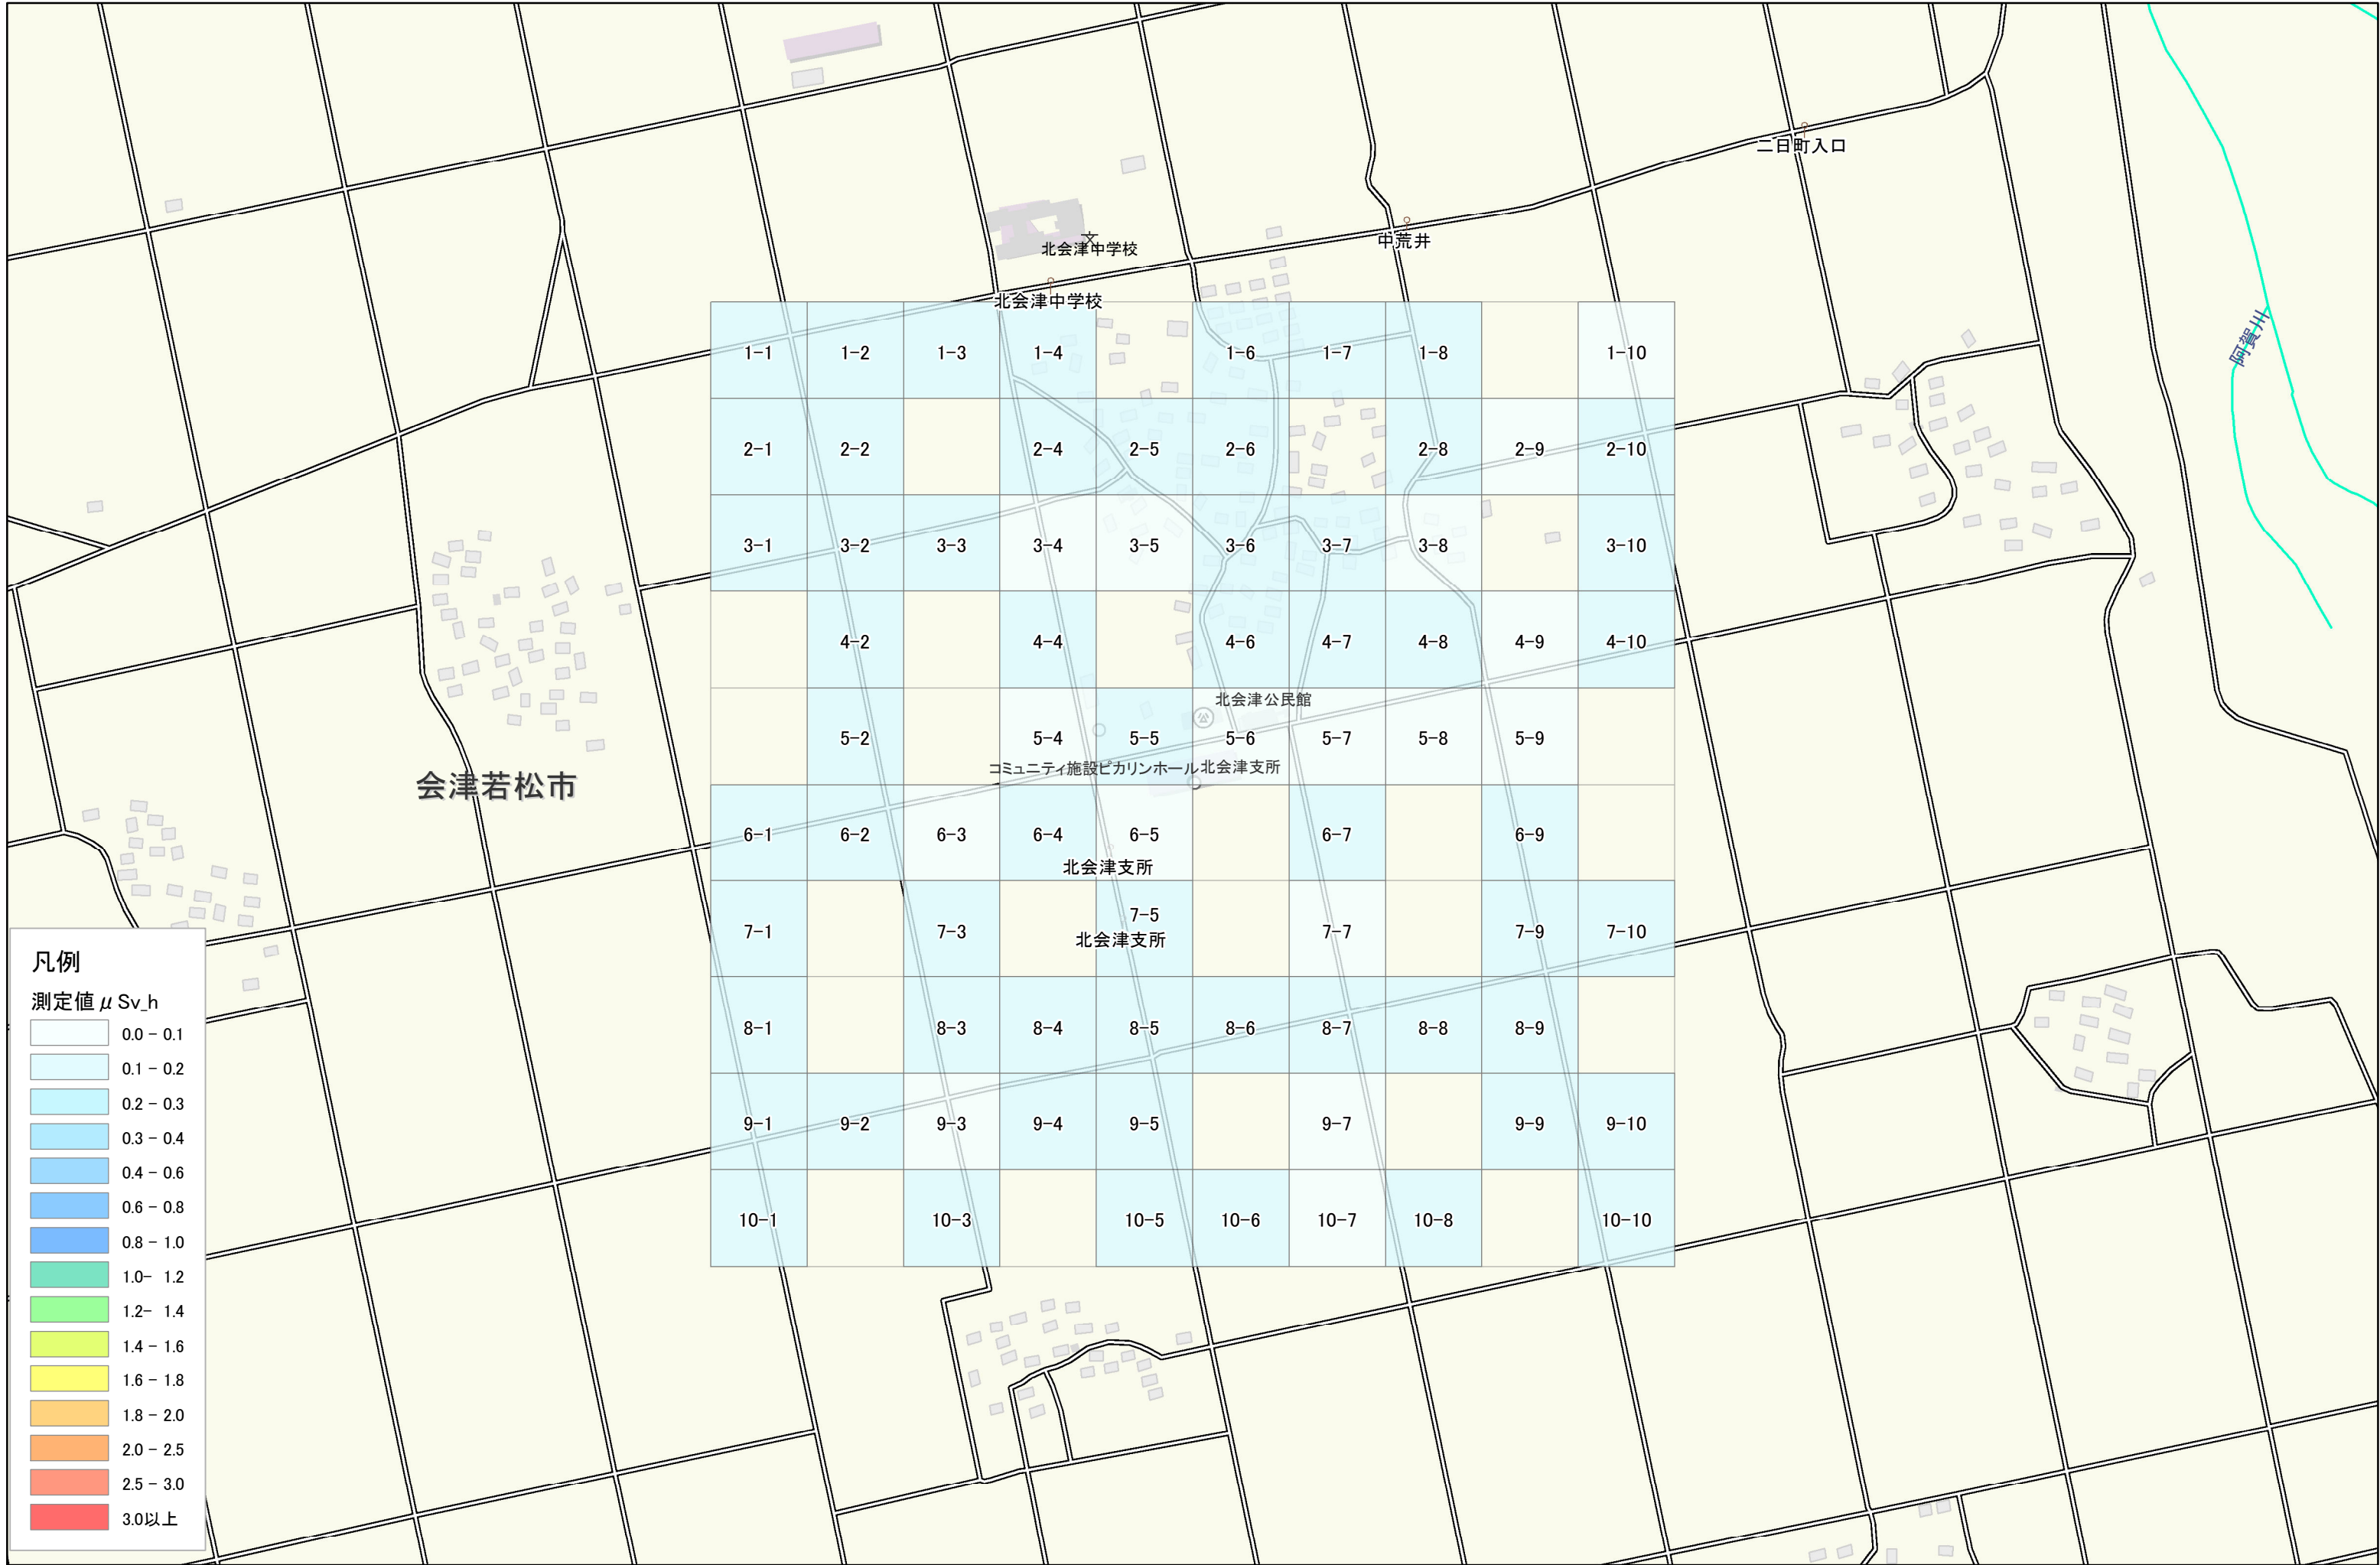 二日町入口
中荒井
北会津中学校
北会津中学校
阿賀川
1-1 1-2 1-3 1-4 1-6 1-7 1-8 1-10
2-1 2-2 2-4 2-5 2-6 2-8 2-9 2-10
3-1 3-2 3-3 3-4 3-5 3-6 3-7 3-8 3-10
4-2 4-4 4-6 4-7 4-8 4-9 4-10
北会津公民館
5-2 5-4 5-5 5-6 5-7 5-8 5-9
コミュニティ施設ピカリンホール北会津支所
会津若松市
6-1 6-2 6-3 6-4 6-5 6-7 6-9
北会津支所
7-1 7-3 7-5 7-7 7-9 7-10
北会津支所
8-1 8-3 8-4 8-5 8-6 8-7 8-8 8-9
9-1 9-2 9-3 9-4 9-5 9-7 9-9 9-10
10-1 10-3 10-5 10-6 10-7 10-8 10-10
凡例
測定値μSv_h
0.0 - 0.1
0.1 - 0.2
0.2 - 0.3
0.3 - 0.4
0.4 - 0.6
0.6 - 0.8
0.8 - 1.0
1.0- 1.2
1.2- 1.4
1.4 - 1.6
1.6 - 1.8
1.8 - 2.0
2.0 - 2.5
2.5 - 3.0
3.0以上